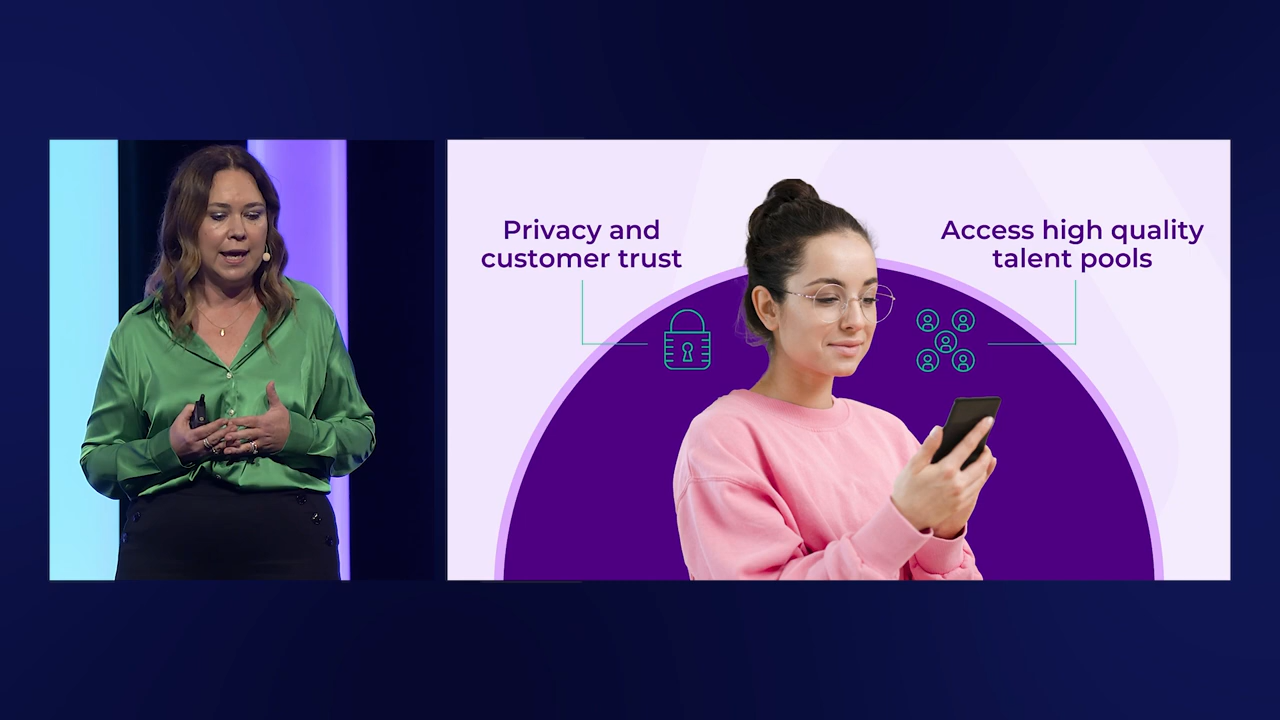 Privacy and
customer trust
Access high quality
talent pools